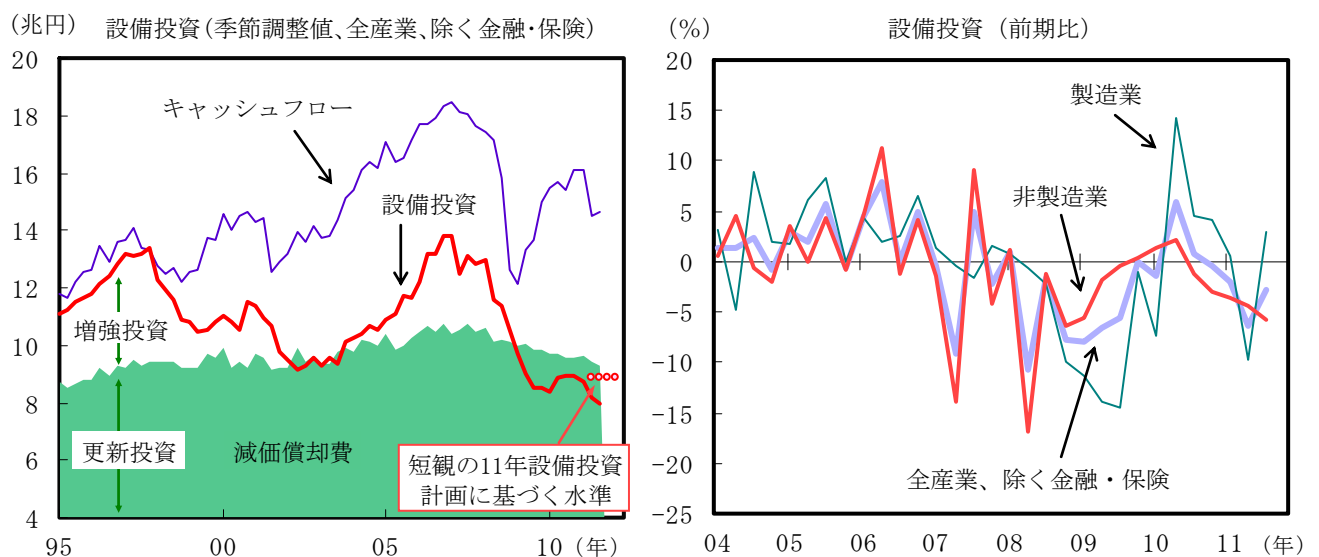 (兆円)
設備投資(季節調整値、全産業、除く金融・保険)
20
18
16
14
12
10
8
6
4
95
00
05
10
(年)
キャッシュフロー
設備投資
増強投資
更新投資
減価償却費
短観の11年設備投資
計画に基づく水準
(%)
設備投資 (前期比)
20
15
10
5
0
-5
-10
-15
-20
-25
04
05
06
07
08
09
10
11
(年)
製造業
非製造業
全産業、除く金融・保険